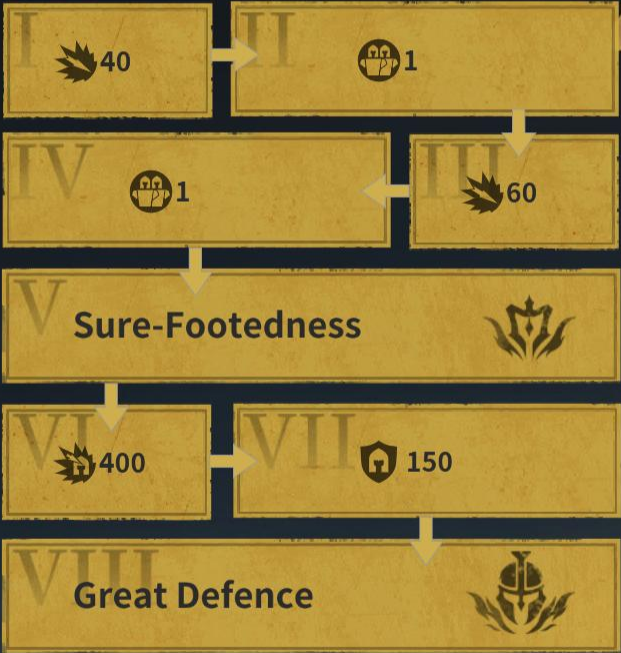 I 40
II 1
III 60
IV 1
V Sure-Footedness
VI 400
VII 150
VIII Great Defence